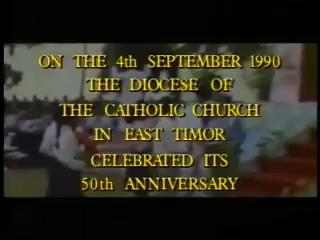 ON THE 4th SEPTEMBER 1990
THE DIOCESE OF
THE CATHOLIC CHURCH
IN EAST TIMOR
CELEBRATED ITS
50th ANNIVERSARY